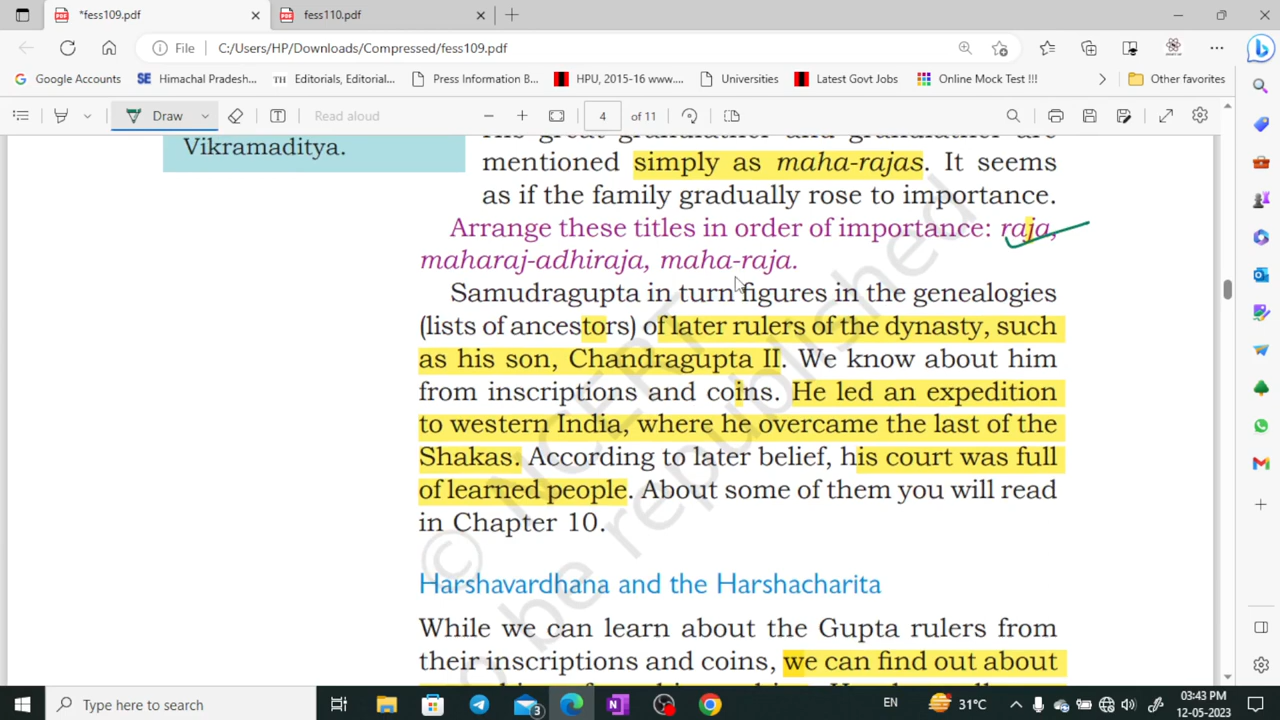 *fess109.pdf
fess110.pdf
File
C:/Users/HP/Downloads/Compressed/fess109.pdf
Google Accounts
SE Himachal Pradesh...
TH Editorials, Editorial...
Press Information B...
HPU, 2015-16 www....
Universities
Latest Govt Jobs
Online Mock Test !!!
Other favorites
Draw
Read aloud
4 of 11
Vikramaditya.
mentioned simply as maha-rajas. It seems
as if the family gradually rose to importance.
Arrange these titles in order of importance: raja,
maharaj-adhiraja, maha-raja.
Samudragupta in turn figures in the genealogies
(lists of ancestors) of later rulers of the dynasty, such
as his son, Chandragupta II. We know about him
from inscriptions and coins. He led an expedition
to western India, where he overcame the last of the
Shakas. According to later belief, his court was full
of learned people. About some of them you will read
in Chapter 10.
Harshavardhana and the Harshacharita
While we can learn about the Gupta rulers from
their inscriptions and coins, we can find out about
© NCERT
be republished
Type here to search
3
31°C
EN
03:43 PM
12-05-2023